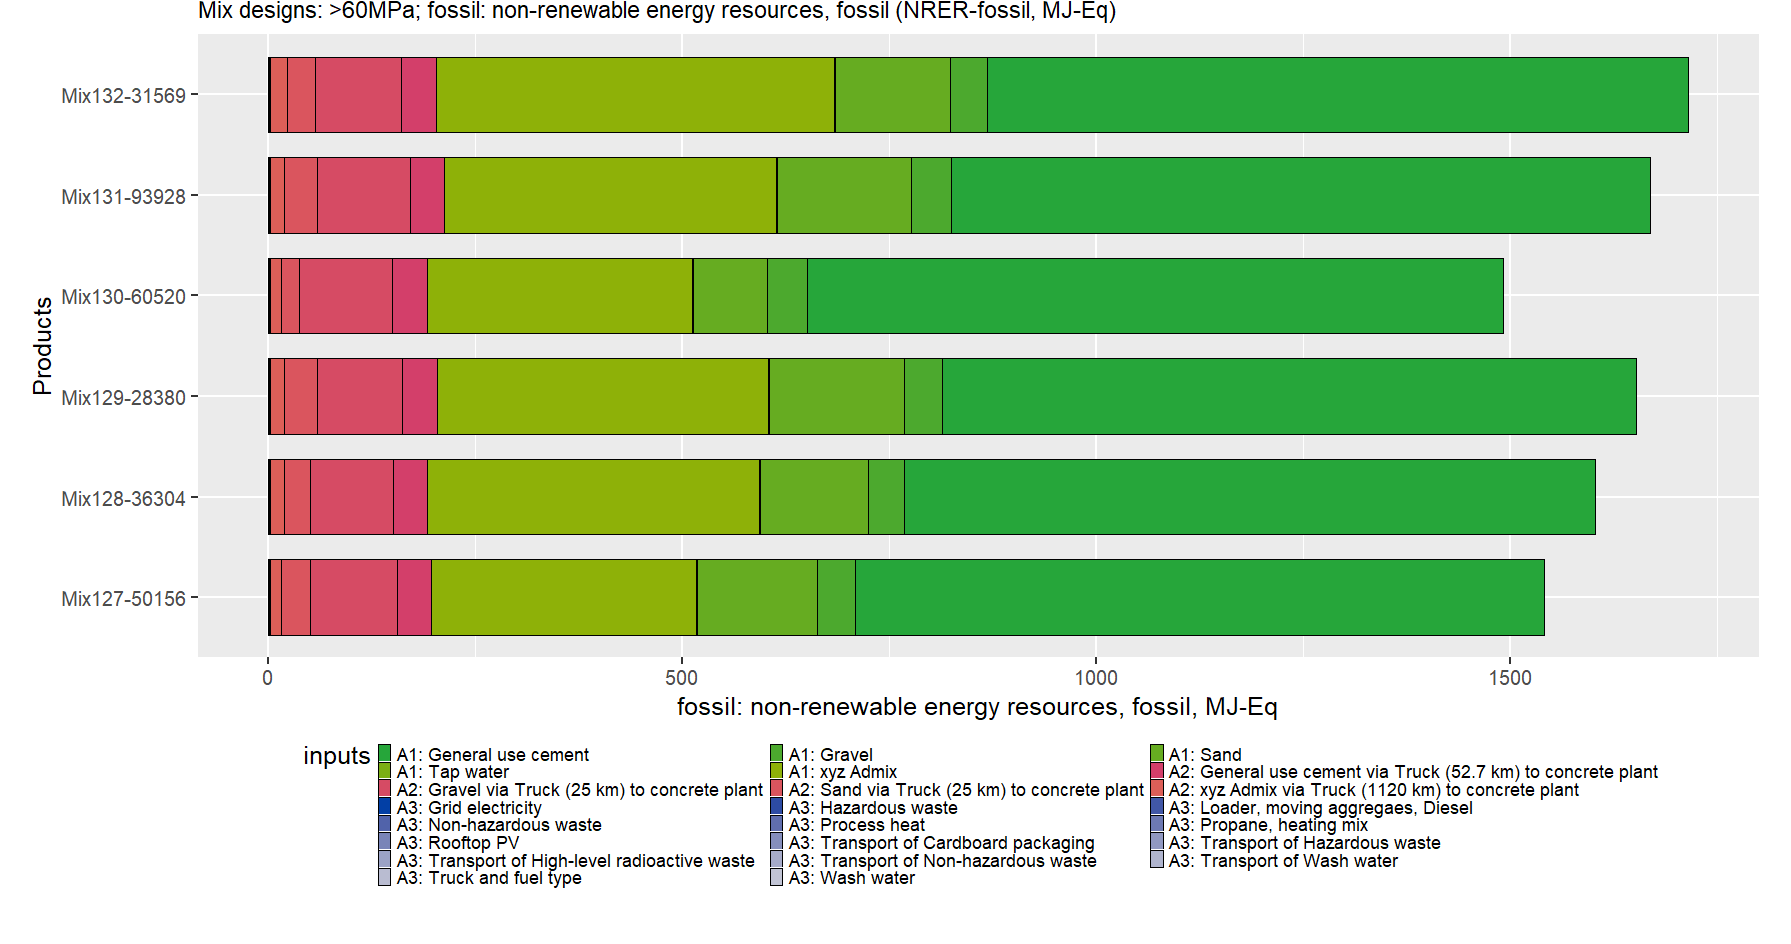 Mix designs: >60MPa; fossil: non-renewable energy resources, fossil (NRER-fossil, MJ-Eq)
Products
Mix132-31569
Mix131-93928
Mix130-60520
Mix129-28380
Mix128-36304
Mix127-50156
0 500 1000 1500
fossil: non-renewable energy resources, fossil, MJ-Eq
inputs
A1: General use cement A1: Gravel A1: Sand
A1: Tap water A1: xyz Admix A2: General use cement via Truck (52.7 km) to concrete plant
A2: Gravel via Truck (25 km) to concrete plant A2: Sand via Truck (25 km) to concrete plant A2: xyz Admix via Truck (1120 km) to concrete plant
A3: Grid electricity A3: Hazardous waste A3: Loader, moving aggregaes, Diesel
A3: Non-hazardous waste A3: Process heat A3: Propane, heating mix
A3: Rooftop PV A3: Transport of Cardboard packaging A3: Transport of Hazardous waste
A3: Transport of High-level radioactive waste A3: Transport of Non-hazardous waste A3: Transport of Wash water
A3: Truck and fuel type A3: Wash water